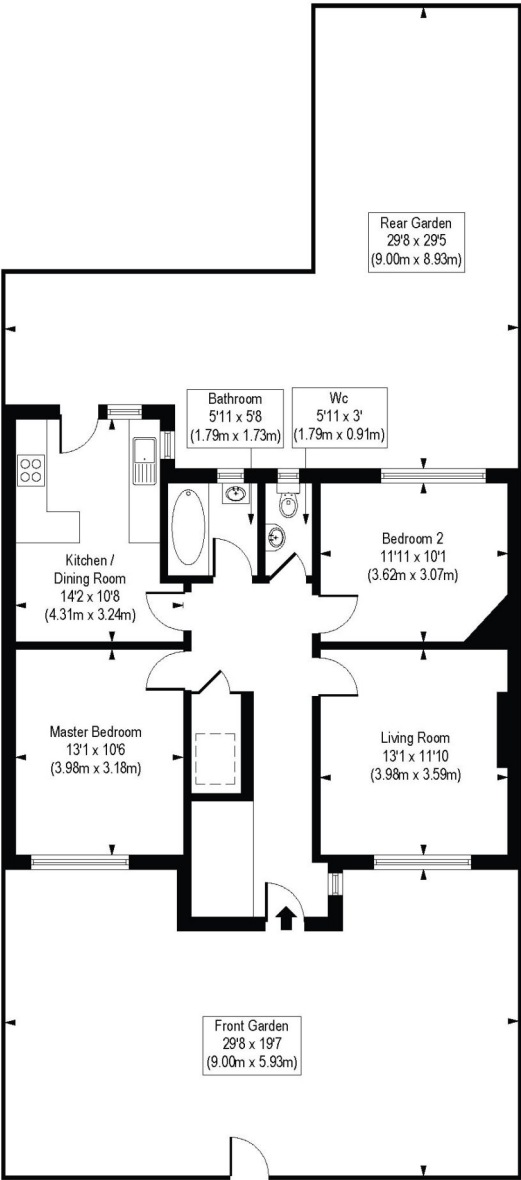 Rear Garden
29'8 x 29'5
(9.00m x 8.93m)
Bathroom
5'11 x 5'8
(1.79m x 1.73m)
Wc
5'11 x 3'
(1.79m x 0.91m)
Bedroom 2
11'11 x 10'1
(3.62m x 3.07m)
Kitchen /
Dining Room
14'2 x 10'8
(4.31m x 3.24m)
Master Bedroom
13'1 x 10'6
(3.98m x 3.18m)
Living Room
13'1 x 11'10
(3.98m x 3.59m)
Front Garden
29'8 x 19'7
(9.00m x 5.93m)